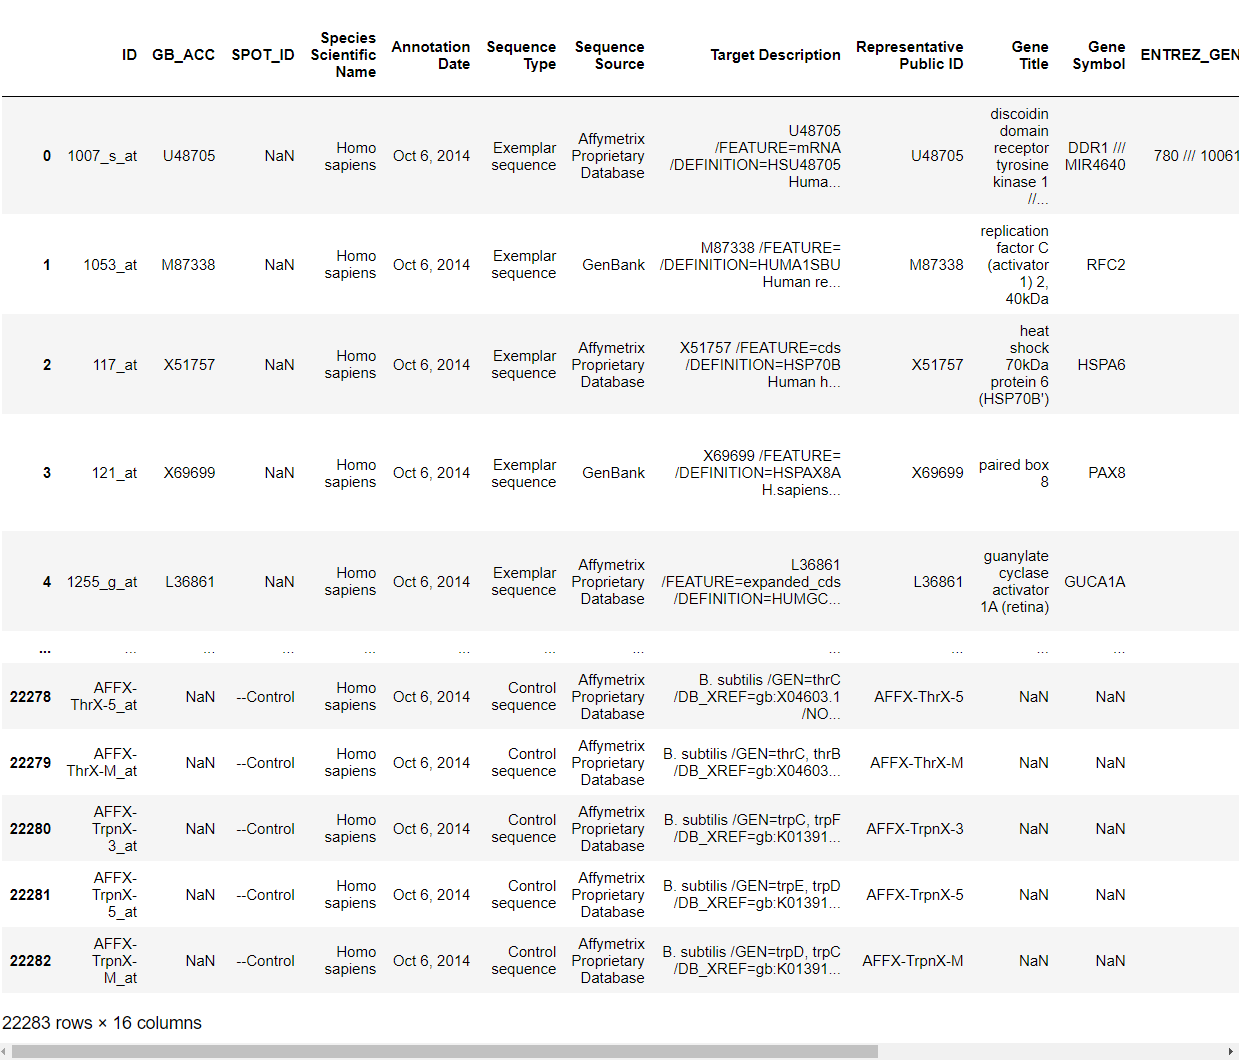 ID GB_ACC SPOT_ID Species Scientific Name Annotation Date Sequence Type Sequence Source Target Description Representative Public ID Gene Title Gene Symbol ENTREZ_GEN
0 1007_s_at U48705 NaN Homo sapiens Oct 6, 2014 Exemplar sequence Affymetrix Proprietary Database U48705 /FEATURE=mRNA /DEFINITION=HSU48705 Huma... U48705 discoidin domain receptor tyrosine kinase 1 //... DDR1 /// MIR4640 780 /// 10061
1 1053_at M87338 NaN Homo sapiens Oct 6, 2014 Exemplar sequence GenBank M87338 /FEATURE= /DEFINITION=HUMA1SBU Human re... M87338 replication factor C (activator 1) 2, 40kDa RFC2
2 117_at X51757 NaN Homo sapiens Oct 6, 2014 Exemplar sequence Affymetrix Proprietary Database X51757 /FEATURE=cds /DEFINITION=HSP70B Human h... X51757 heat shock 70kDa protein 6 (HSP70B') HSPA6
3 121_at X69699 NaN Homo sapiens Oct 6, 2014 Exemplar sequence GenBank X69699 /FEATURE= /DEFINITION=HSPAX8A H.sapiens... X69699 paired box 8 PAX8
4 1255_g_at L36861 NaN Homo sapiens Oct 6, 2014 Exemplar sequence Affymetrix Proprietary Database L36861 /FEATURE=expanded_cds /DEFINITION=HUMGC... L36861 guanylate cyclase activator 1A (retina) GUCA1A
... ... ... ... ... ... ... ... ... ... ... ...
22278 AFFX-ThrX-5_at NaN --Control Homo sapiens Oct 6, 2014 Control sequence Affymetrix Proprietary Database B. subtilis /GEN=thrC /DB_XREF=gb:X04603.1 /NO... AFFX-ThrX-5 NaN NaN
22279 AFFX-ThrX-M_at NaN --Control Homo sapiens Oct 6, 2014 Control sequence Affymetrix Proprietary Database B. subtilis /GEN=thrC, thrB /DB_XREF=gb:X04603... AFFX-ThrX-M NaN NaN
22280 AFFX-TrpnX-3_at NaN --Control Homo sapiens Oct 6, 2014 Control sequence Affymetrix Proprietary Database B. subtilis /GEN=trpC, trpF /DB_XREF=gb:K01391... AFFX-TrpnX-3 NaN NaN
22281 AFFX-TrpnX-5_at NaN --Control Homo sapiens Oct 6, 2014 Control sequence Affymetrix Proprietary Database B. subtilis /GEN=trpE, trpD /DB_XREF=gb:K01391... AFFX-TrpnX-5 NaN NaN
22282 AFFX-TrpnX-M_at NaN --Control Homo sapiens Oct 6, 2014 Control sequence Affymetrix Proprietary Database B. subtilis /GEN=trpD, trpC /DB_XREF=gb:K01391... AFFX-TrpnX-M NaN NaN
22283 rows × 16 columns